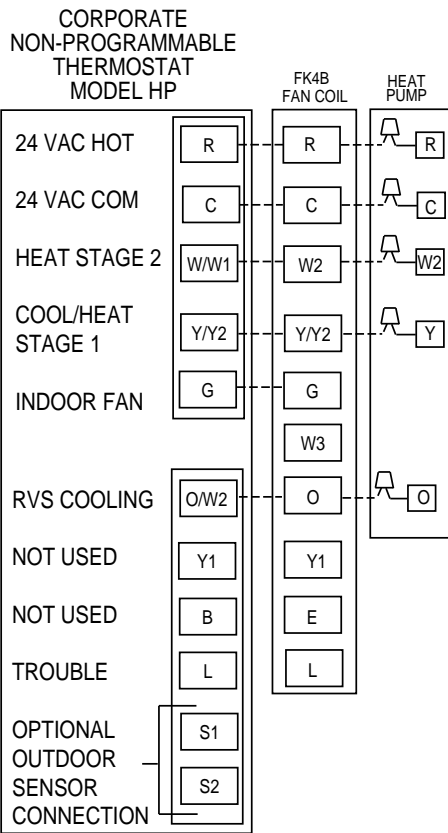 CORPORATE
NON-PROGRAMMABLE
THERMOSTAT
MODEL HP
FK4B
FAN COIL
HEAT
PUMP
24 VAC HOT R R R
24 VAC COM C C C
HEAT STAGE 2 W/W1 W2 W2
COOL/HEAT
STAGE 1 Y/Y2 Y/Y2 Y
INDOOR FAN G G
W3
RVS COOLING O/W2 O O
NOT USED Y1 Y1
NOT USED B E
TROUBLE L L
OPTIONAL S1
OUTDOOR
SENSOR S2
CONNECTION